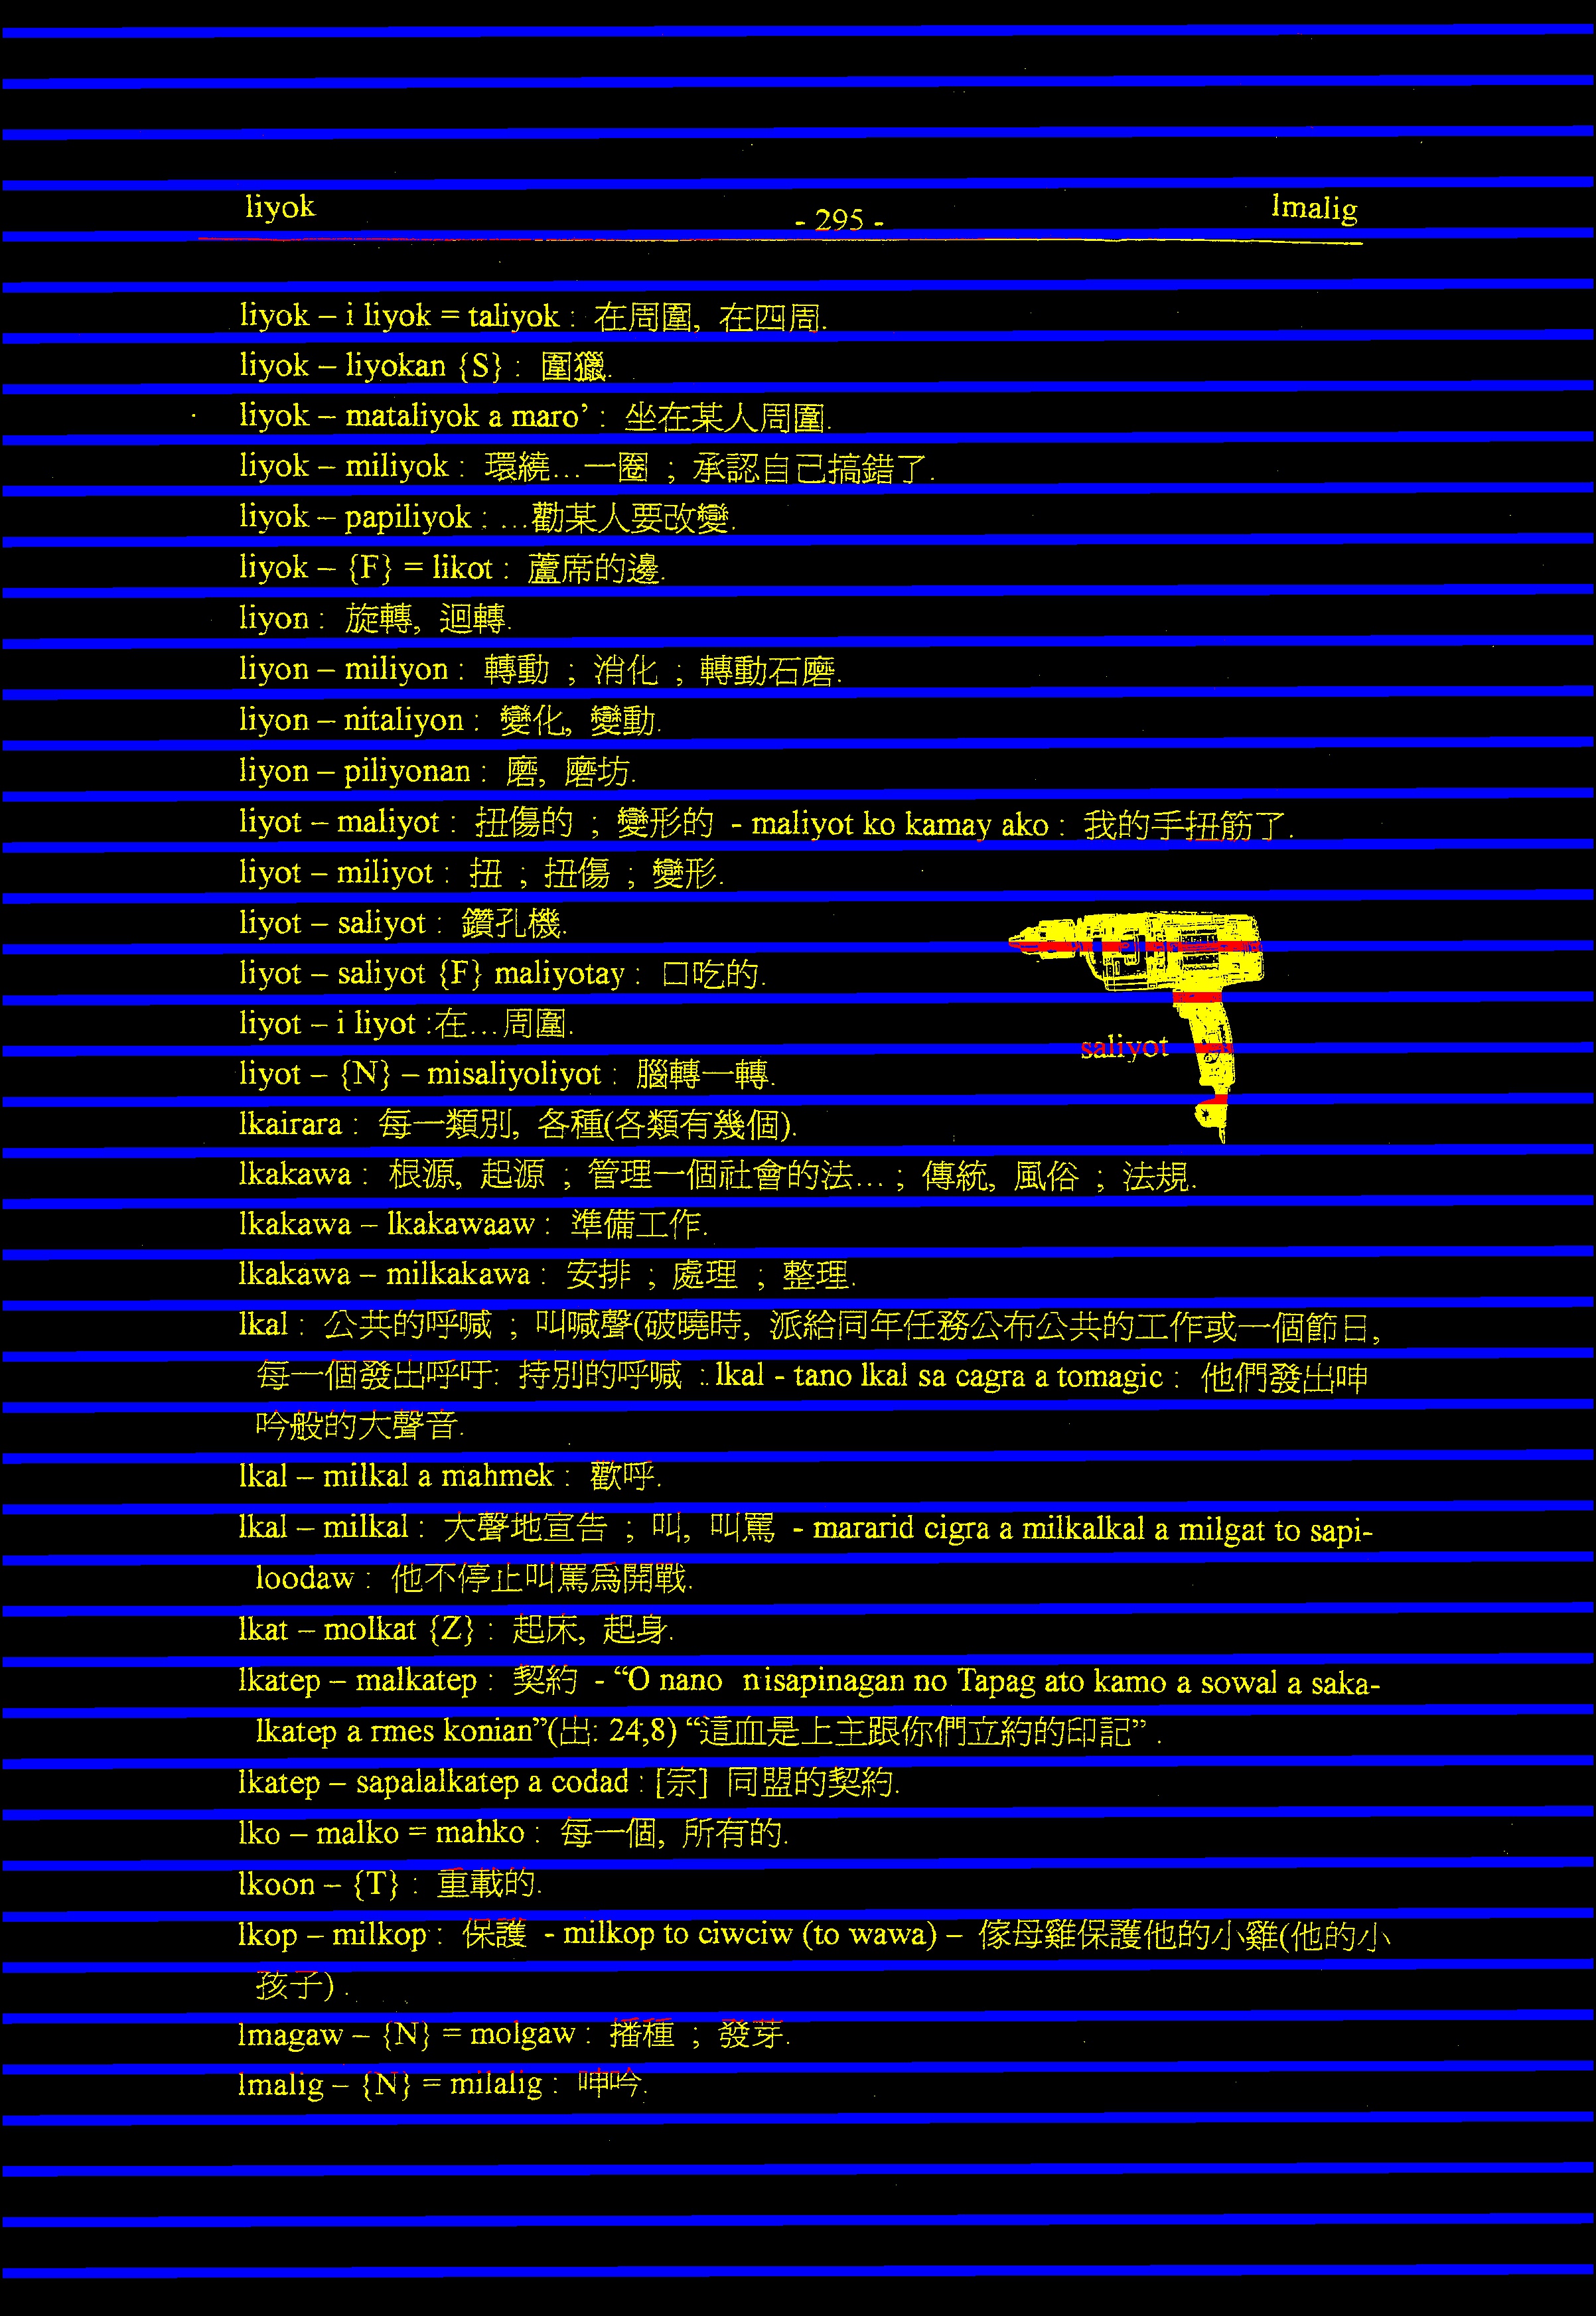 liyok - 295 - lmalig
liyok – i liyok = taliyok : 在周圍, 在四周.
liyok – liyokan {S} : 圍獵.
liyok – mataliyok a maro’ : 坐在某人周圍.
liyok – miliyok : 環繞...一圈 ; 承認自己搞錯了.
liyok – papiliyok : ...勸某人要改變.
liyok – {F} = likot : 蘆席的邊.
liyon : 旋轉, 迴轉.
liyon – miliyon : 轉動 ; 消化 ; 轉動石磨.
liyon – nitaliyon : 變化, 變動.
liyon – piliyonan : 磨, 磨坊.
liyot – maliyot : 扭傷的 ; 變形的 - maliyot ko kamay ako : 我的手扭筋了.
liyot – miliyot : 扭 ; 扭傷 ; 變形.
liyot – saliyot : 鑽孔機.
liyot – saliyot {F} maliyotay : 口吃的.
liyot – i liyot :在...周圍.
saliyot
liyot – {N} – misaliyoliyot : 腦轉一轉.
lkairara : 每一類別, 各種(各類有幾個).
lkakawa : 根源, 起源 ; 管理一個社會的法... ; 傳統, 風俗 ; 法規.
lkakawa – lkakawaaw : 準備工作.
lkakawa – milkakawa : 安排 ; 處理 ; 整理.
lkal : 公共的呼喊 ; 叫喊聲(破曉時, 派給同年任務公布公共的工作或一個節日,
每一個發出呼吁: 持別的呼喊 :. lkal - tano lkal sa cagra a tomagic : 他們發出呻
吟般的大聲音.
lkal – milkal a mahmek : 歡呼.
lkal – milkal : 大聲地宣告 ; 叫, 叫罵 - mararid cigra a milkalkal a milgat to sapi-
loodaw : 他不停止叫罵爲開戰.
lkat – molkat {Z} : 起床, 起身.
lkatep – malkatep : 契約 - “O nano nisapinagan no Tapag ato kamo a sowal a saka-
lkatep a rmes konian”(出: 24,8) “這血是上主跟你們立約的印記” .
lkatep – sapalalkatep a codad : [宗] 同盟的契約.
lko – malko = mahko : 每一個, 所有的.
lkoon – {T} : 重載的.
lkop – milkop : 保護 - milkop to ciwciw (to wawa) – 傢母雞保護他的小雞(他的小
孩子) .
lmagaw – {N} = molgaw : 播種 ; 發芽.
lmalig – {N} = milalig : 呻吟.